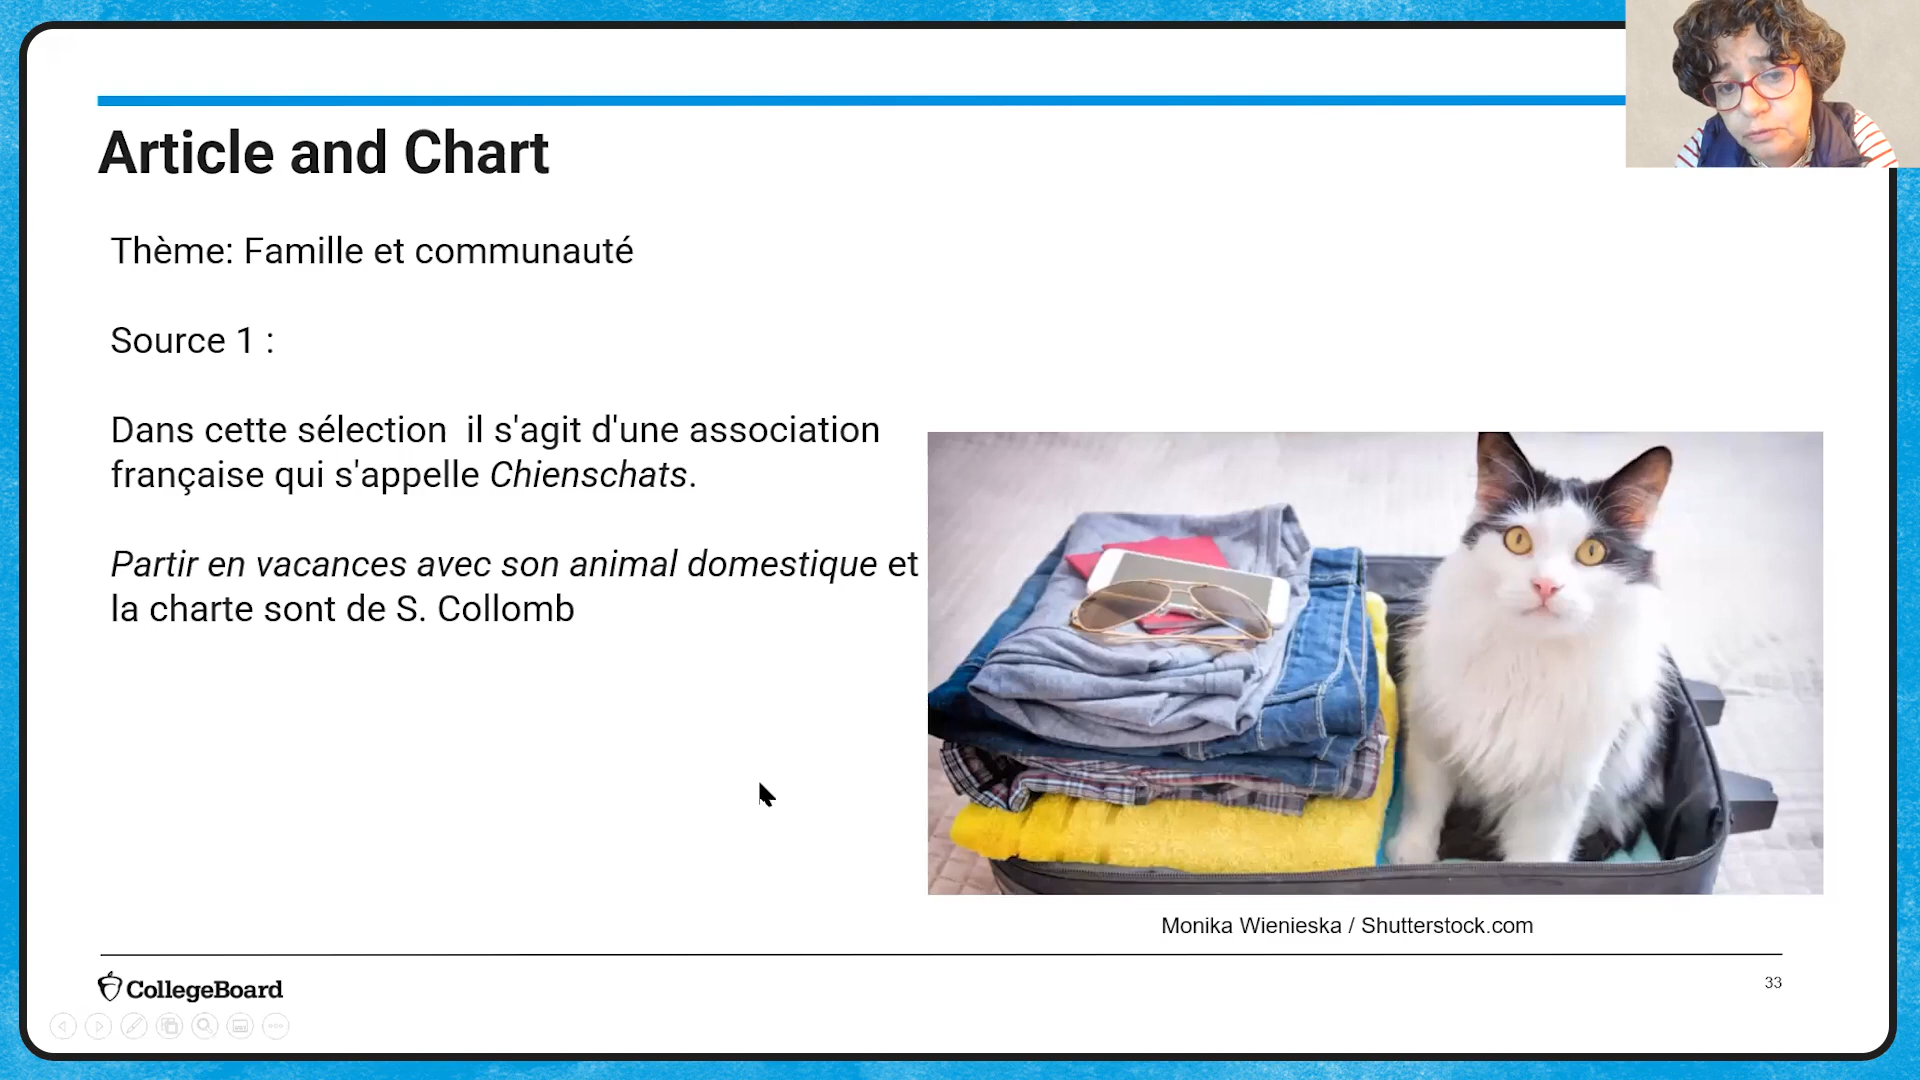 Article and Chart
Thème: Famille et communauté
Source 1 :
Dans cette sélection  il s'agit d'une association
française qui s'appelle Chienschats.
Partir en vacances avec son animal domestique et
la charte sont de S. Collomb
Monika Wienieska / Shutterstock.com
CollegeBoard
33